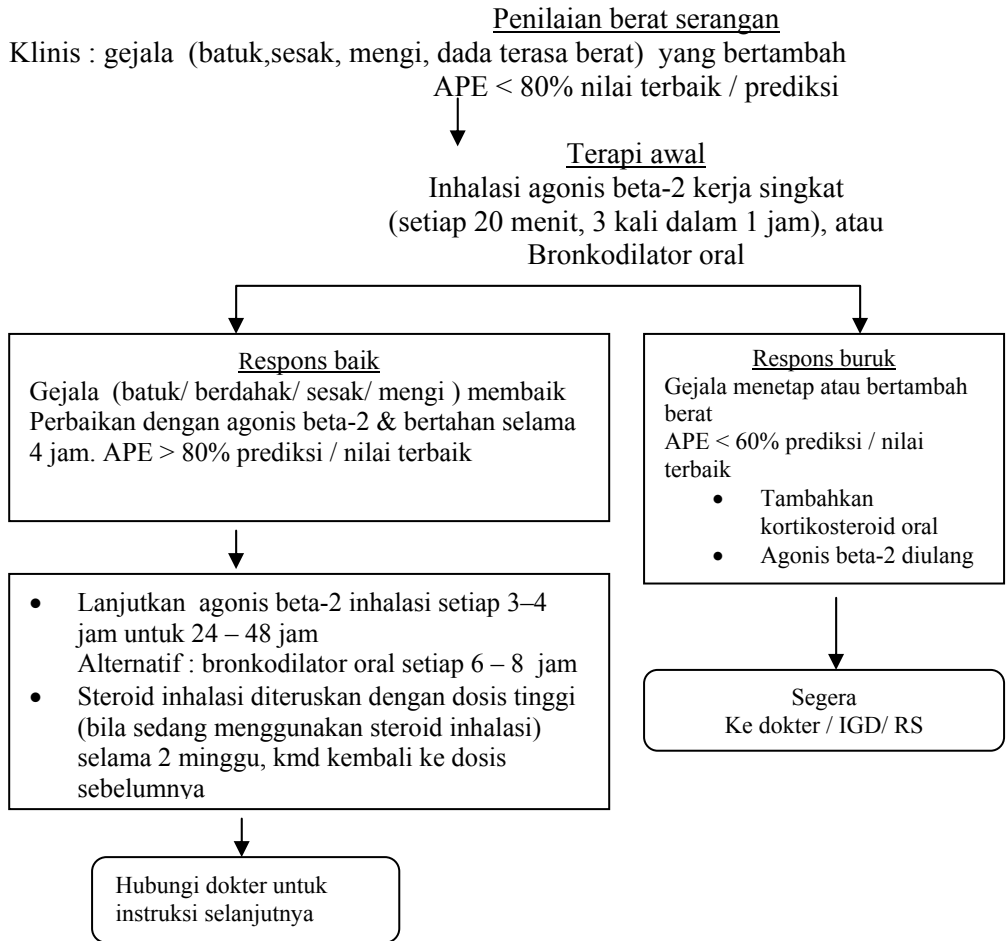 Penilaian berat serangan
Klinis : gejala (batuk,sesak, mengi, dada terasa berat) yang bertambah
APE < 80% nilai terbaik / prediksi
Terapi awal
Inhalasi agonis beta-2 kerja singkat
(setiap 20 menit, 3 kali dalam 1 jam), atau
Bronkodilator oral
Respons baik
Gejala (batuk/ berdahak/ sesak/ mengi ) membaik
Perbaikan dengan agonis beta-2 & bertahan selama
4 jam. APE > 80% prediksi / nilai terbaik
Respons buruk
Gejala menetap atau bertambah
berat
APE < 60% prediksi / nilai
terbaik
• Tambahkan
kortikosteroid oral
• Agonis beta-2 diulang
• Lanjutkan agonis beta-2 inhalasi setiap 3–4
jam untuk 24 – 48 jam
Alternatif : bronkodilator oral setiap 6 – 8 jam
• Steroid inhalasi diteruskan dengan dosis tinggi
(bila sedang menggunakan steroid inhalasi)
selama 2 minggu, kmd kembali ke dosis
sebelumnya
Segera
Ke dokter / IGD/ RS
Hubungi dokter untuk
instruksi selanjutnya